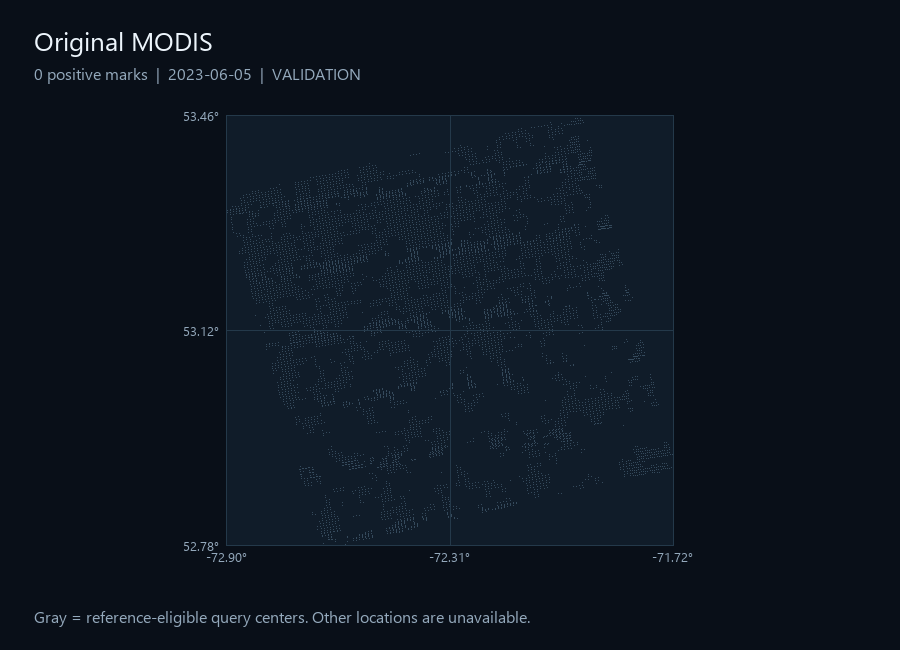 Original MODIS
0 positive marks | 2023-06-05 | VALIDATION
53.46°
53.12°
52.78°
-72.90° -72.31° -71.72°
Gray = reference-eligible query centers. Other locations are unavailable.